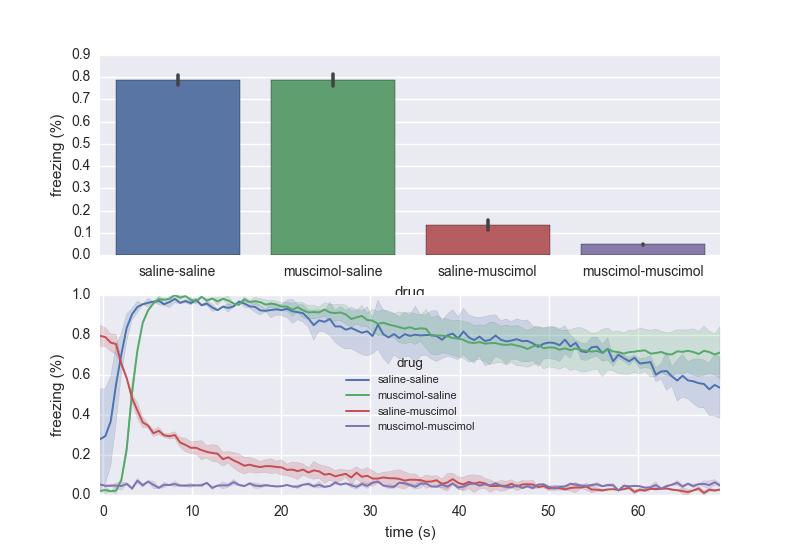 freezing (%)
0.9
0.8
0.7
0.6
0.5
0.4
0.3
0.2
0.1
0.0
saline-saline muscimol-saline saline-muscimol muscimol-muscimol
drug
freezing (%)
1.0
0.8
0.6
0.4
0.2
0.0
drug
saline-saline
muscimol-saline
saline-muscimol
muscimol-muscimol
0 10 20 30 40 50 60
time (s)